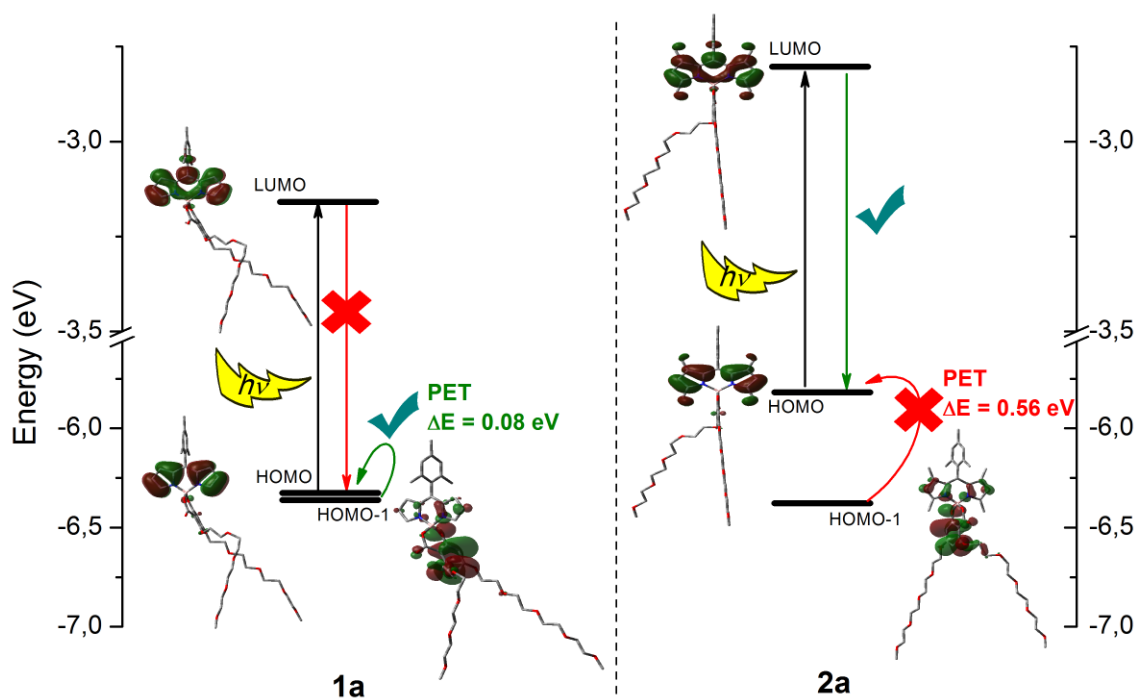 Energy (eV)
-3,0
-3,5
-6,0
-6,5
-7,0
LUMO
hν
HOMO
HOMO-1
PET
ΔE = 0.08 eV
1a
LUMO
hν
HOMO
HOMO-1
PET
ΔE = 0.56 eV
2a
-3,0
-3,5
-6,0
-6,5
-7,0